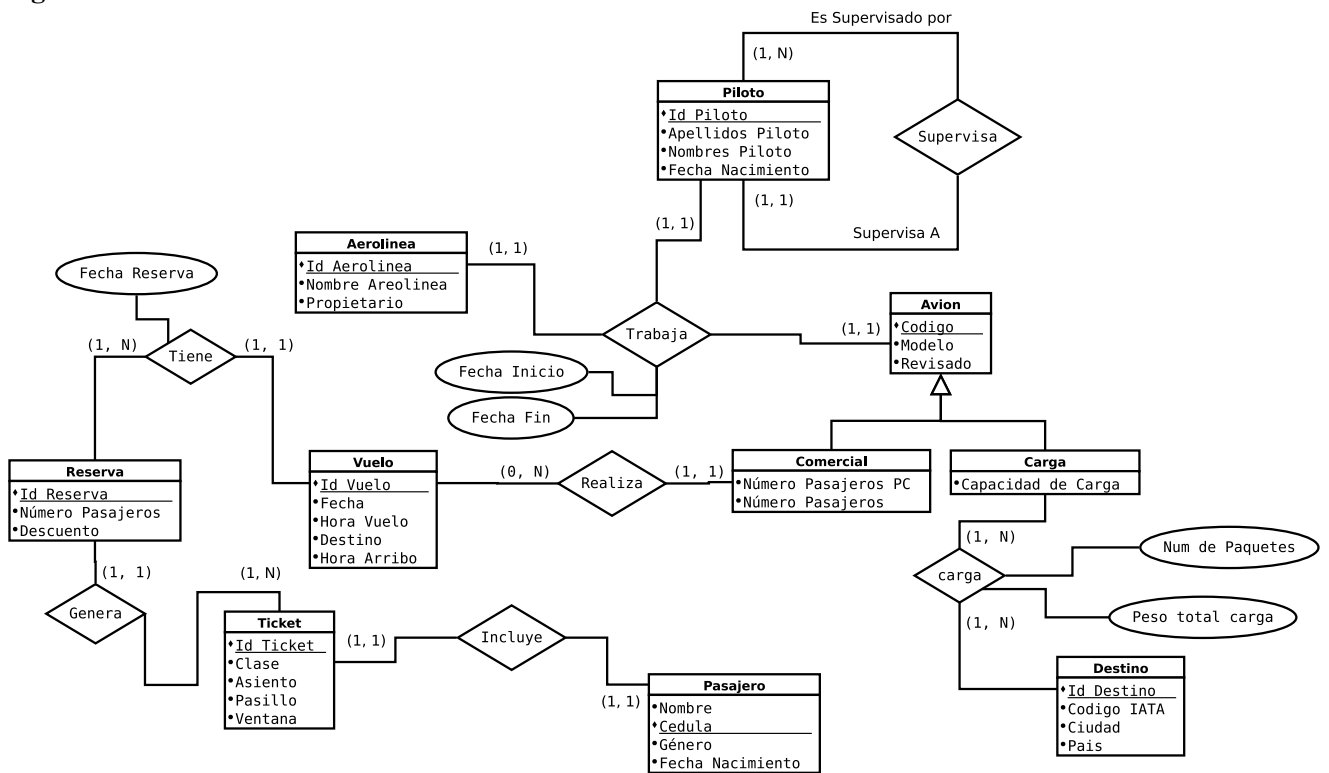 g
Es Supervisado por
(1, N)
Piloto
Id Piloto
Apellidos Piloto
Nombres Piloto
Fecha Nacimiento
Supervisa
(1, 1)
(1, 1)
Supervisa A
Aerolinea
Id Aerolinea
Nombre Areolinea
Propietario
(1, 1)
Fecha Reserva
Trabaja
(1, 1)
Avion
Codigo
Modelo
Revisado
(1, N)
Tiene
(1, 1)
Fecha Inicio
Fecha Fin
Reserva
Id Reserva
Número Pasajeros
Descuento
Vuelo
Id Vuelo
Fecha
Hora Vuelo
Destino
Hora Arribo
(0, N)
Realiza
(1, 1)
Comercial
Número Pasajeros PC
Número Pasajeros
Carga
Capacidad de Carga
(1, N)
carga
Num de Paquetes
Peso total carga
(1, N)
(1, 1)
Genera
(1, N)
Ticket
Id Ticket
Clase
Asiento
Pasillo
Ventana
(1, 1)
Incluye
(1, 1)
Pasajero
Nombre
Cedula
Género
Fecha Nacimiento
Destino
Id Destino
Codigo IATA
Ciudad
Pais